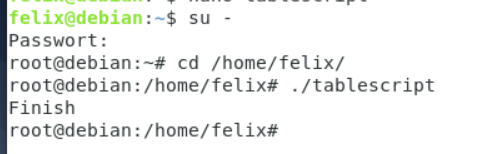 felix@debian:~$ su -
Passwort:
root@debian:~# cd /home/felix/
root@debian:/home/felix# ./tablescript
Finish
root@debian:/home/felix#